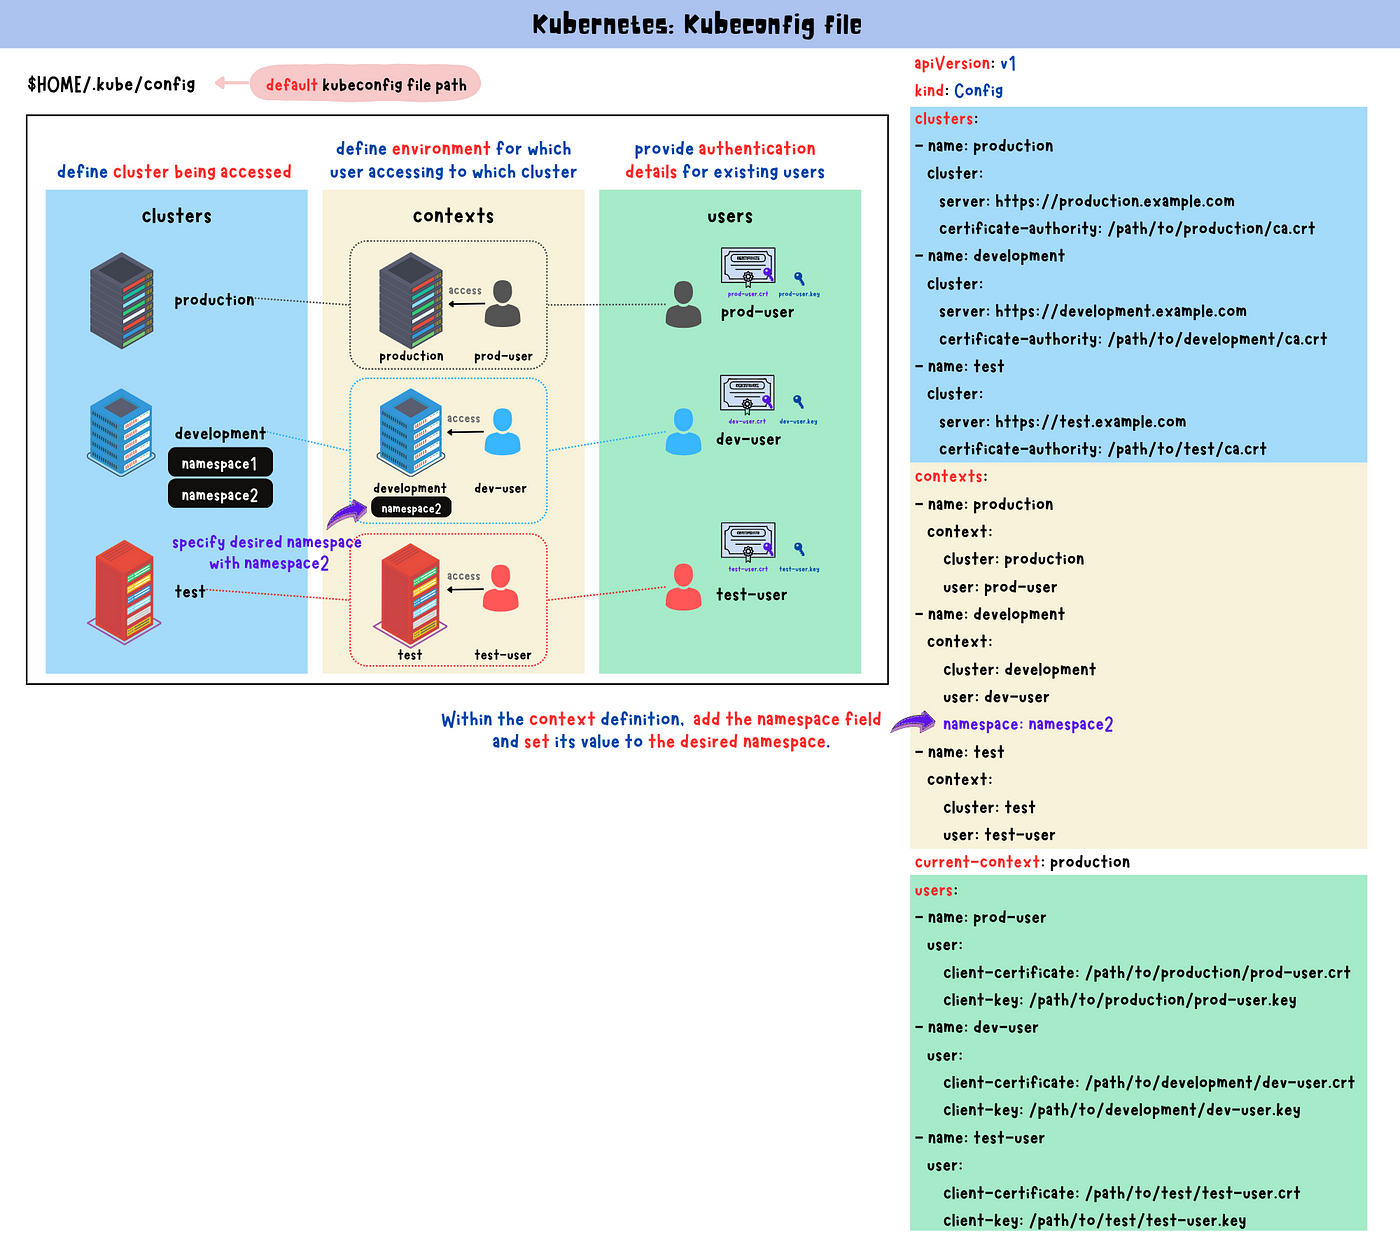 Kubernetes: Kubeconfig file
$HOME/.kube/config
default kubeconfig file path
define cluster being accessed
define environment for which
user accessing to which cluster
provide authentication
details for existing users
clusters
contexts
users
production
access
production
prod-user
CERTIFICATE
prod-user.crt
prod-user.key
prod-user
development
namespace1
namespace2
access
development
dev-user
namespace2
CERTIFICATE
dev-user.crt
dev-user.key
dev-user
specify desired namespace
with namespace2
test
access
test
test-user
CERTIFICATE
test-user.crt
test-user.key
test-user
Within the context definition, add the namespace field
and set its value to the desired namespace.
apiVersion: v1
kind: Config
clusters:
- name: production
cluster:
server: https://production.example.com
certificate-authority: /path/to/production/ca.crt
- name: development
cluster:
server: https://development.example.com
certificate-authority: /path/to/development/ca.crt
- name: test
cluster:
server: https://test.example.com
certificate-authority: /path/to/test/ca.crt
contexts:
- name: production
context:
cluster: production
user: prod-user
- name: development
context:
cluster: development
user: dev-user
namespace: namespace2
- name: test
context:
cluster: test
user: test-user
current-context: production
users:
- name: prod-user
user:
client-certificate: /path/to/production/prod-user.crt
client-key: /path/to/production/prod-user.key
- name: dev-user
user:
client-certificate: /path/to/development/dev-user.crt
client-key: /path/to/development/dev-user.key
- name: test-user
user:
client-certificate: /path/to/test/test-user.crt
client-key: /path/to/test/test-user.key